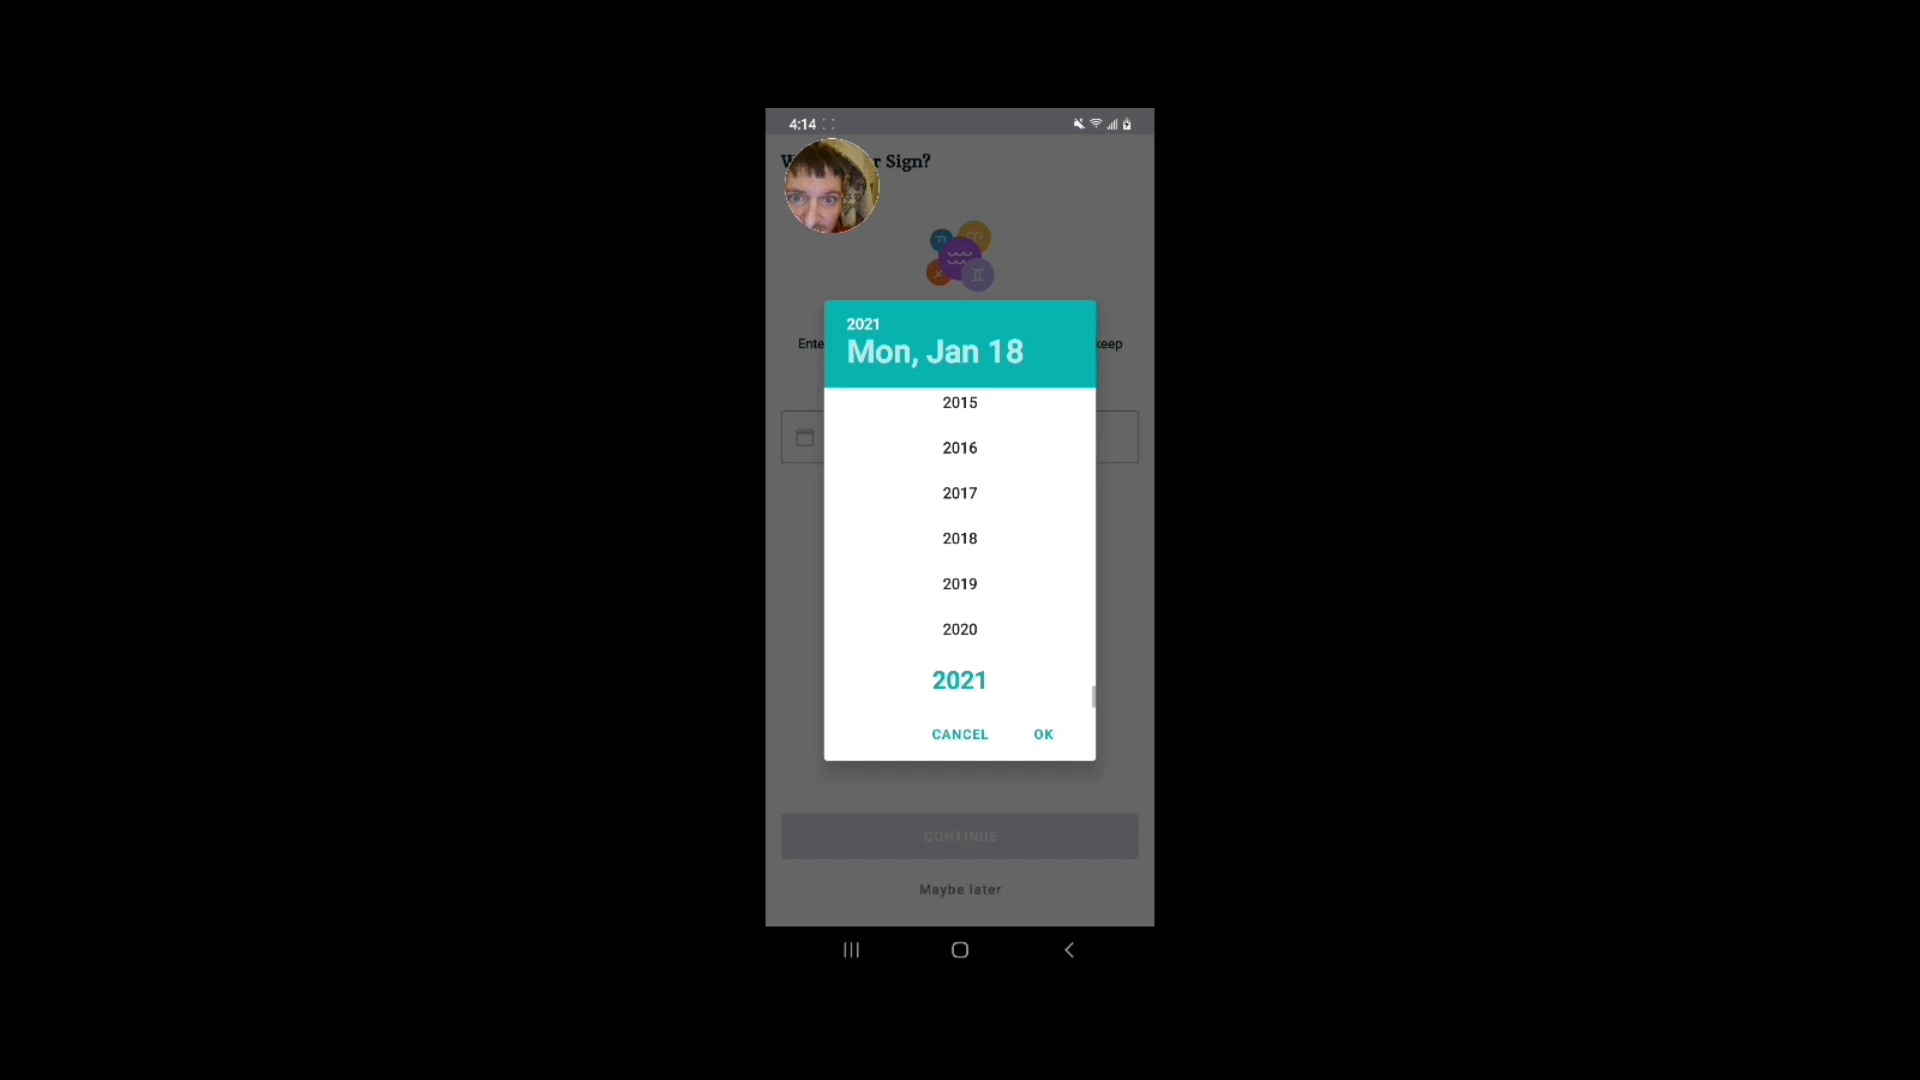 4:14
r Sign?
2021
Mon, Jan 18
Ente
keep
2015
2016
2017
2018
2019
2020
2021
CANCEL OK
CONTINUE
Maybe later